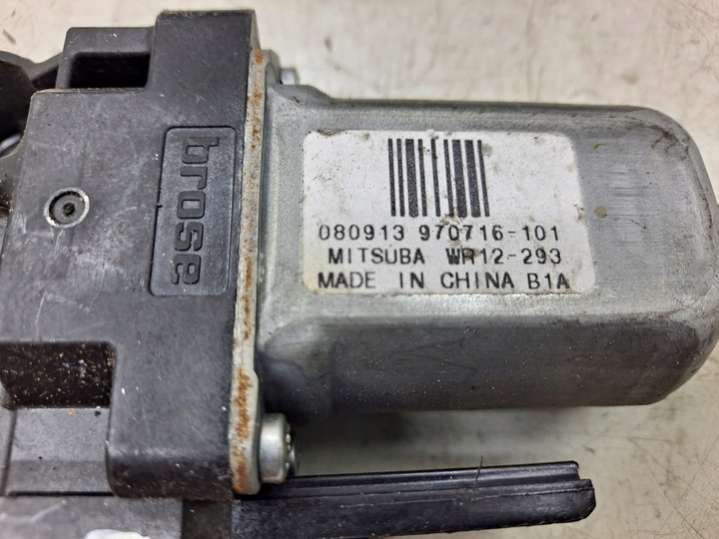 brose
080913 970716-101
MITSUBA WR12-293
MADE IN CHINA B1A